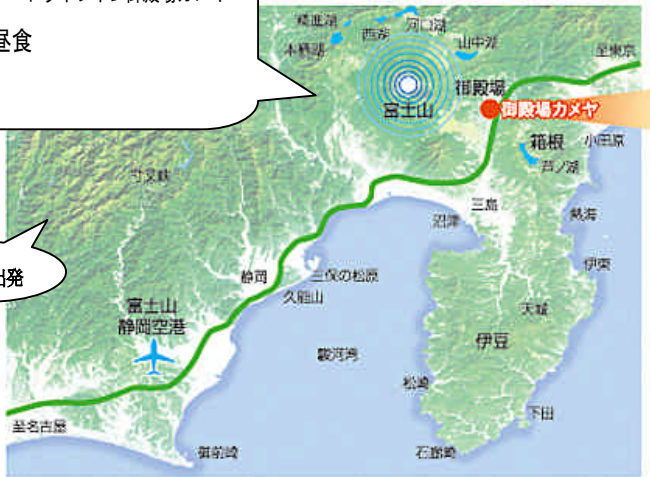 昼食
精進湖
西湖
河口湖
本栖湖
山中湖
至東京
御殿場
富士山
御殿場カメヤ
箱根
小田原
芦ノ湖
寸又峡
三島
沼津
熱海
出発
静岡
三保の松原
伊東
久能山
富士山
静岡空港
天城
伊豆
駿河湾
松崎
下田
至名古屋
御前崎
石廊崎